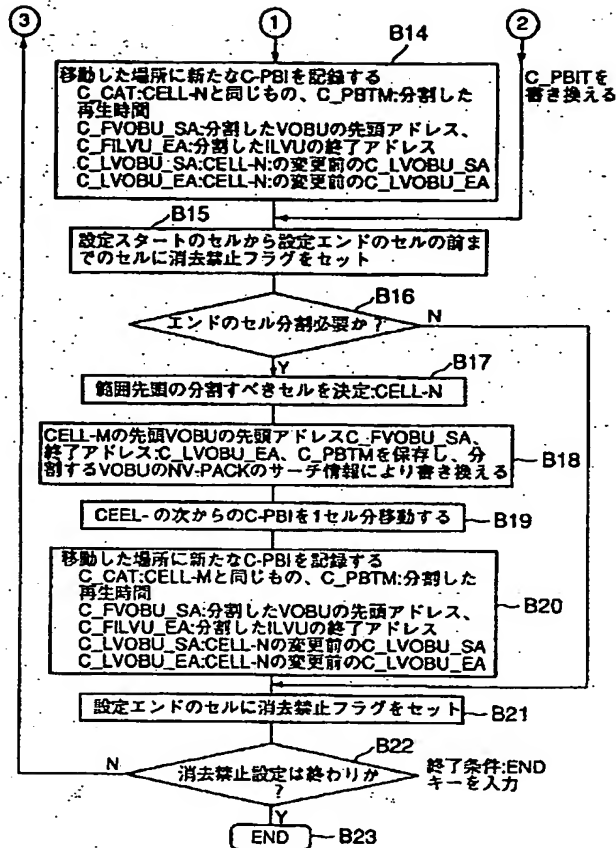 ③
①
②
B14
移動した場所に新たなC-PBIを記録する
C_CAT:CELL-Nと同じもの、C_PBTM:分割した
再生時間
C_FVOBU_SA:分割したVOBUの先頭アドレス、
C_FILVU_EA:分割したILVUの終了アドレス
C_LVOBU_SA:CELL-N:の変更前のC_LVOBU_SA
C_LVOBU_EA:CELL-N:の変更前のC_LVOBU_EA
C_PBITを
書き換える
B15
設定スタートのセルから設定エンドのセルの前ま
でのセルに消去禁止フラグをセット
B16
エンドのセル分割必要か?
N
Y
B17
範囲先頭の分割すべきセルを決定:CELL-N
CELL-Mの先頭VOBUの先頭アドレスC_FVOBU_SA、
終了アドレス:C_LVOBU_EA、C_PBTMを保存し、分
割するVOBUのNV-PACKのサーチ情報により書き換える
B18
CEEL-の次からのC-PBIを1セル分移動する
B19
移動した場所に新たなC-PBIを記録する
C_CAT:CELL-Mと同じもの、C_PBTM:分割した
再生時間
C_FVOBU_SA:分割したVOBUの先頭アドレス、
C_FILVU_EA:分割したILVUの終了アドレス
C_LVOBU_SA:CELL-Nの変更前のC_LVOBU_SA
C_LVOBU_EA:CELL-Nの変更前のC_LVOBU_EA
B20
設定エンドのセルに消去禁止フラグをセット
B21
B22
N
消去禁止設定は終わりか
?
終了条件:END
キーを入力
Y
END
B23